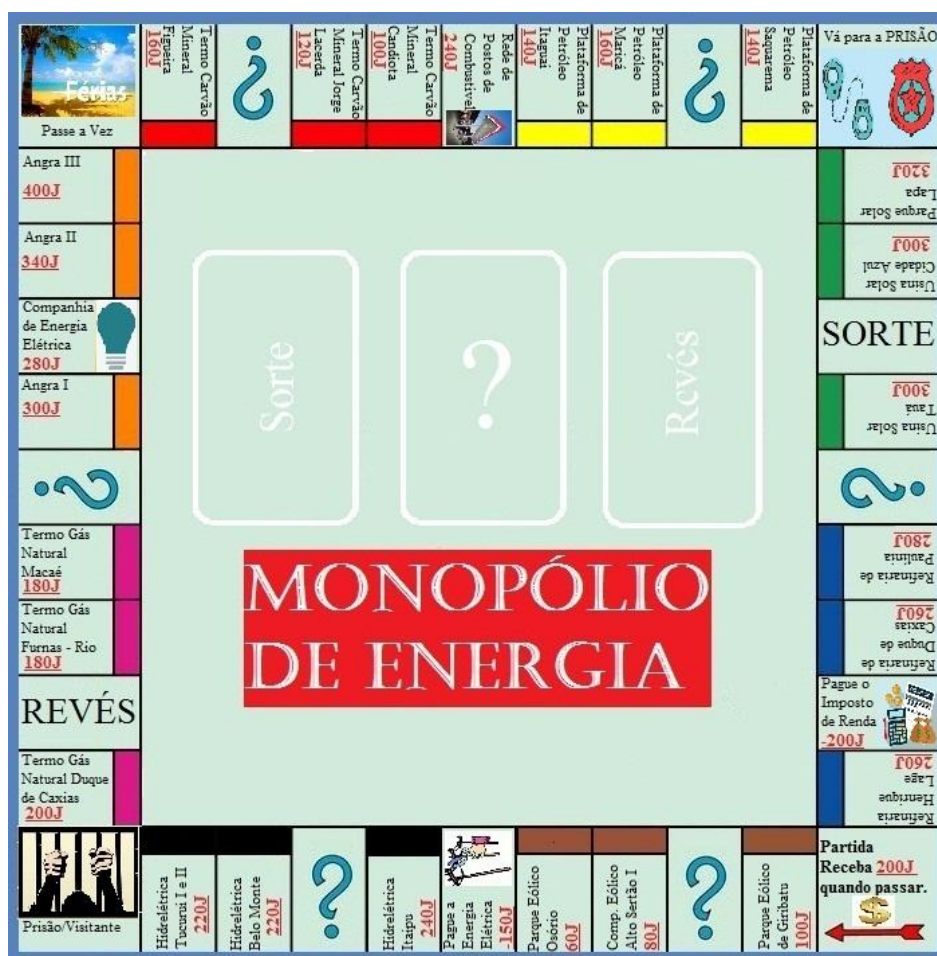 Férias
Passe a Vez
Termo Carvão
Mineral
Figueira
160J
?
Termo Carvão
Mineral Jorge
Lacerda
120J
Termo Carvão
Mineral
Candiota
100J
Rede de
Postos de
Combustivel
240J
Plataforma de
Petróleo
Itaguai
140J
Plataforma de
Petróleo
Maricá
160J
?
Plataforma de
Petróleo
Saquarema
140J
Vá para a PRISÃO
Angra III
400J
Angra II
340J
Companhia
de Energia
Elétrica
280J
Angra I
300J
?
Termo Gás
Natural
Macaé
180J
Termo Gás
Natural
Furnas - Rio
180J
REVÉS
Termo Gás
Natural Duque
de Caxias
200J
Sorte
?
Revés
MONOPÓLIO
DE ENERGIA
Parque Solar
Lapa
320J
Usina Solar
Cidade Azul
300J
SORTE
Usina Solar
Tauá
300J
?
Refinaria de
Paulinia
280J
Refinaria de
Duque de
Caxias
260J
Pague o
Imposto
de Renda
-200J
Refinaria
Henrique
Lage
260J
Prisão/Visitante
Hidrelétrica
Tucuruí I e II
220J
Hidrelétrica
Belo Monte
220J
?
Hidrelétrica
Itaipu
240J
Pague a
Energia
Elétrica
-150J
Parque Eólico
Osório
60J
Comp. Eólico
Alto Sertão I
80J
?
Parque Eólico
de Giribatu
100J
Partida
Receba 200J
quando passar.
$